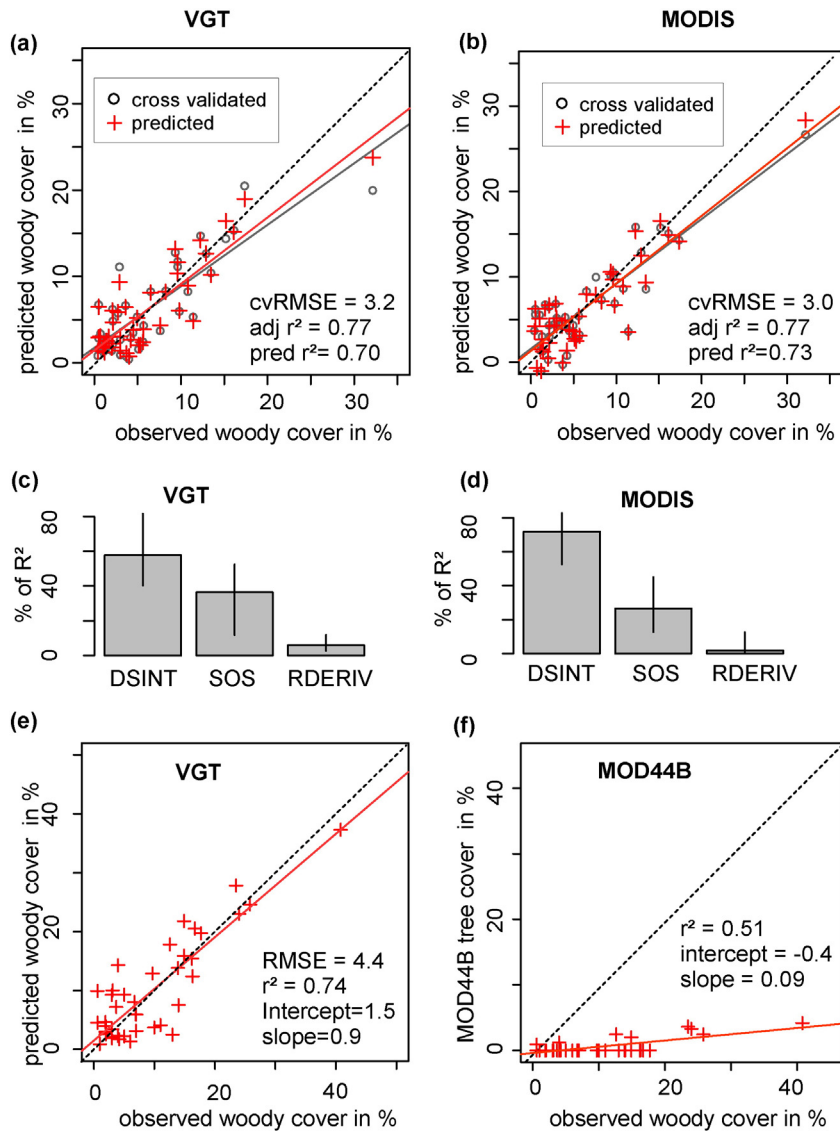 VGT
MODIS
(a)
(b)
cross validated
predicted
cross validated
predicted
predicted woody cover in %
predicted woody cover in %
30
20
10
0
30
20
10
0
cvRMSE = 3.2
adj r² = 0.77
pred r²= 0.70
cvRMSE = 3.0
adj r² = 0.77
pred r²=0.73
0 10 20 30
0 10 20 30
observed woody cover in %
observed woody cover in %
(c)
VGT
(d)
MODIS
% of R²
80
40
0
% of R²
80
40
0
DSINT SOS RDERIV
DSINT SOS RDERIV
(e)
VGT
(f)
MOD44B
predicted woody cover in %
40
20
0
MOD44B tree cover in %
40
20
0
RMSE = 4.4
r² = 0.74
Intercept=1.5
slope=0.9
r² = 0.51
intercept = -0.4
slope = 0.09
0 20 40
0 20 40
observed woody cover in %
observed woody cover in %